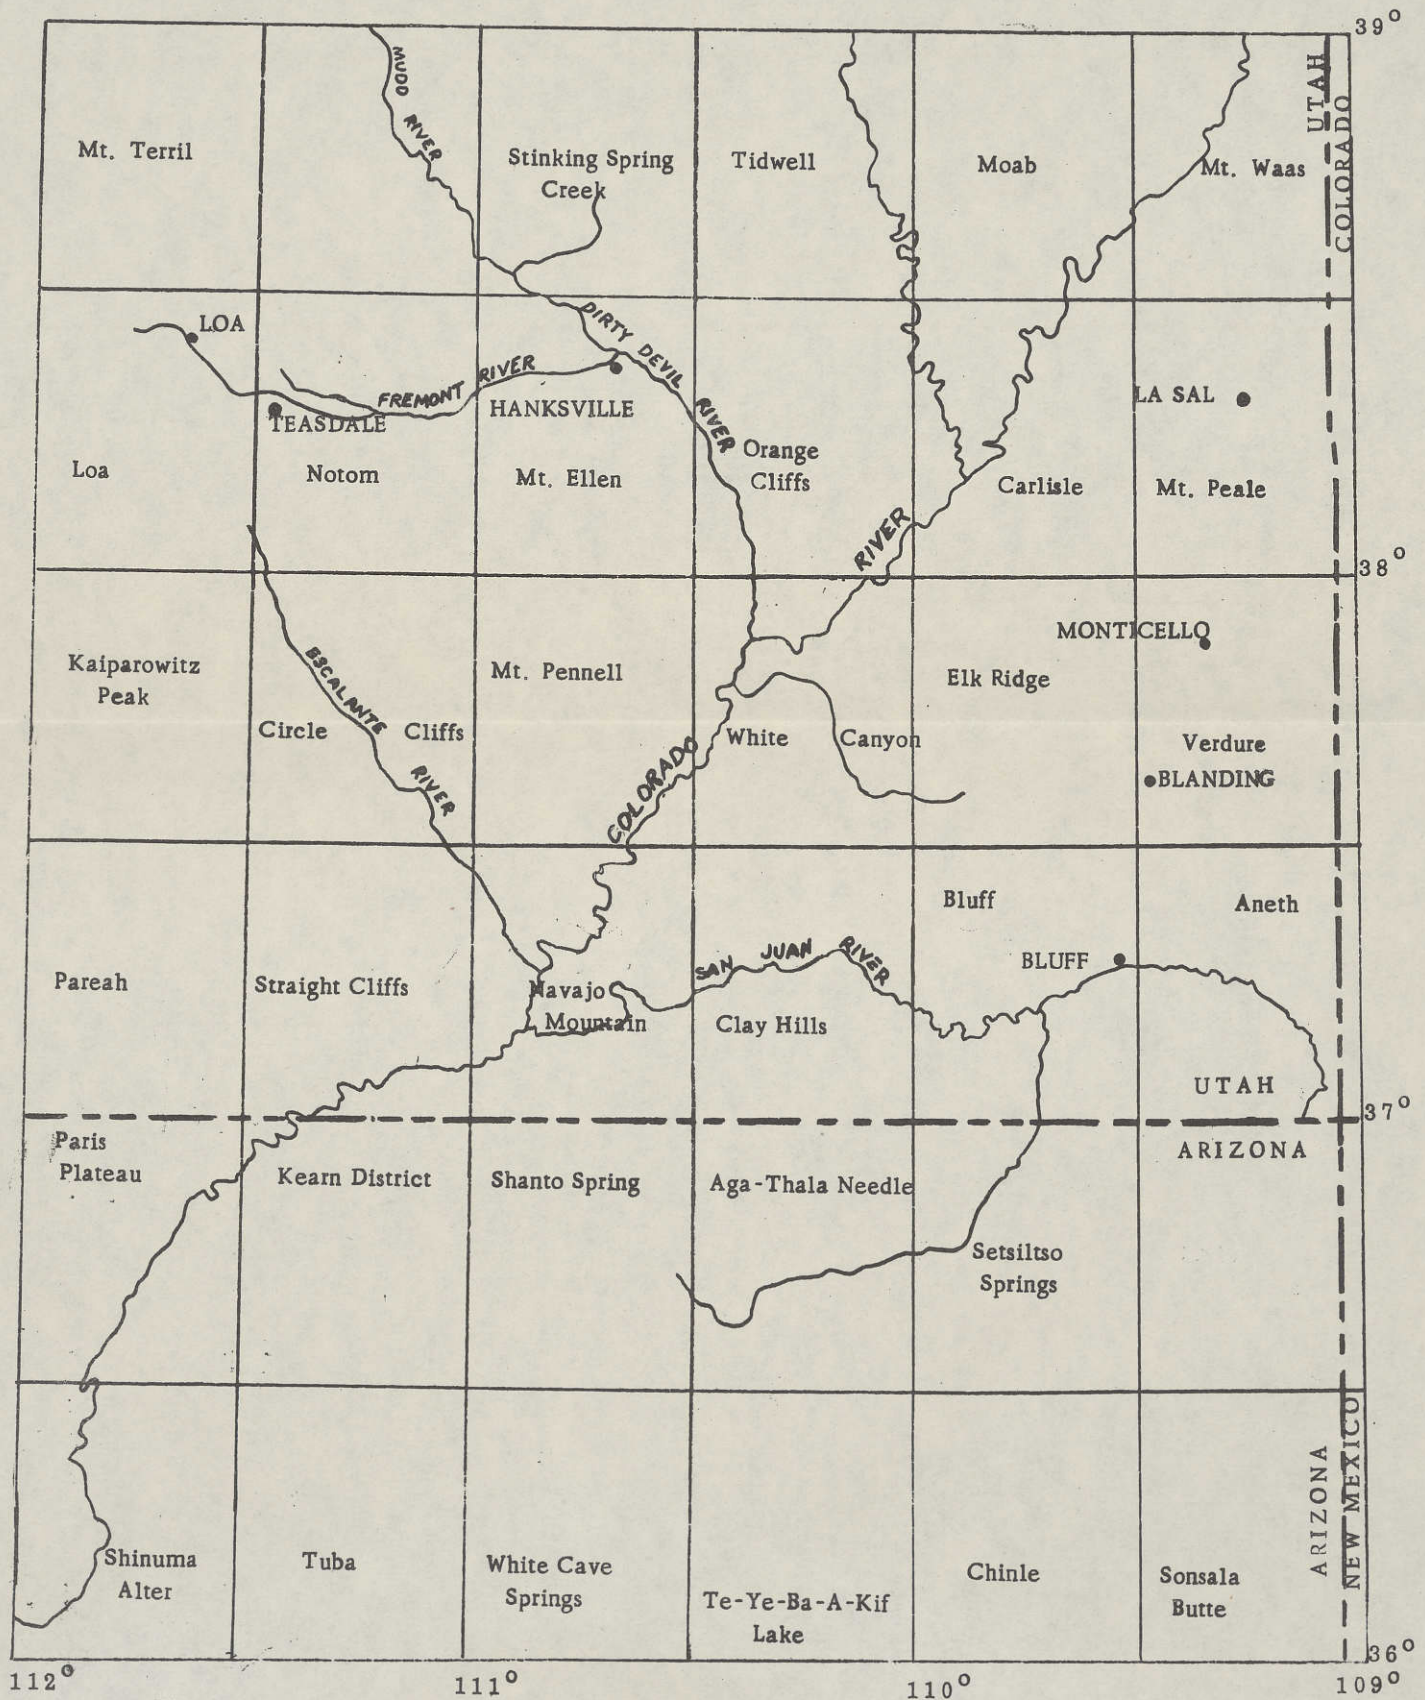 39°
MUDD
RIVER
UTAH
COLORADO
Mt. Terril
Stinking Spring
Creek
Tidwell
Moab
Mt. Waas
LOA
DIRTY DEVIL
RIVER
FREMONT RIVER
TEASDALE
HANKSVILLE
LA SAL
Loa
Notom
Mt. Ellen
Orange
Cliffs
Carlisle
Mt. Peale
RIVER
38°
Kaiparowitz
Peak
ESCALANTE
RIVER
Circle Cliffs
Mt. Pennell
COLORADO
White Canyon
Elk Ridge
MONTICELLO
Verdure
BLANDING
Bluff
Aneth
BLUFF
SAN JUAN RIVER
Pareah
Straight Cliffs
Navajo
Mountain
Clay Hills
UTAH
37°
ARIZONA
Paris
Plateau
Kearn District
Shanto Spring
Aga-Thala Needle
Setsiltso
Springs
ARIZONA
NEW MEXICO
Shinuma
Alter
Tuba
White Cave
Springs
Te-Ye-Ba-A-Kif
Lake
Chinle
Sonsala
Butte
36°
112°
111°
110°
109°